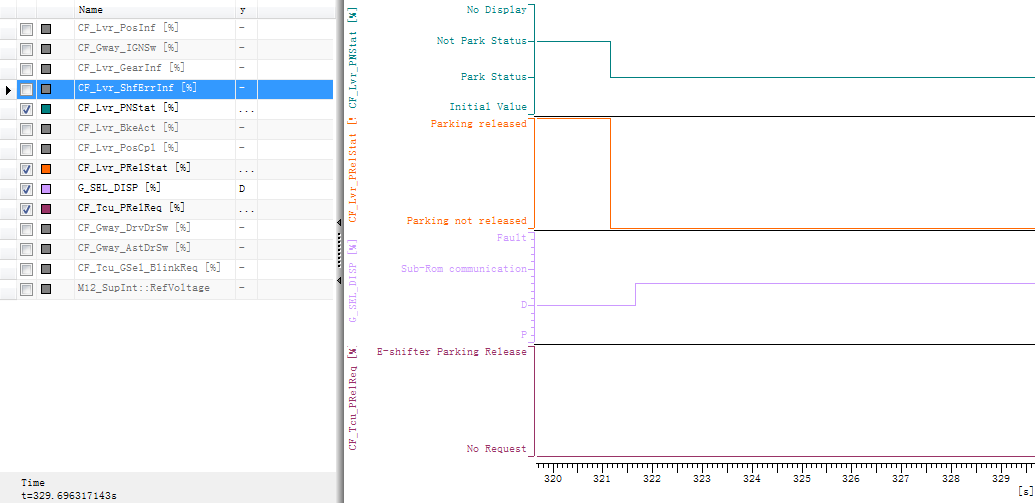 Name y
CF_Lvr_PosInf [%] -
CF_Gway_IGNSw [%] -
CF_Lvr_GearInf [%] -
CF_Lvr_ShfErrInf [%] -
CF_Lvr_PNStat [%] ...
CF_Lvr_BkeAct [%] -
CF_Lvr_PosCpl [%] -
CF_Lvr_PRelStat [%] ...
G_SEL_DISP [%] D
CF_Tcu_PRelReq [%] ...
CF_Gway_DrvDrSw [%] -
CF_Gway_AstDrSw [%] -
CF_Tcu_GSel_BlinkReq [%] -
M12_SupInt::RefVoltage -
Time
t=329.696317143s
CF_Lvr_PNStat [%]
No Display
Not Park Status
Park Status
Initial Value
CF_Lvr_PRelStat [%
Parking released
Parking not released
G_SEL_DISP [%]
Fault
Sub-Rom communication
D
P
CF_Tcu_PRelReq [%
E-shifter Parking Release
No Request
320 321 322 323 324 325 326 327 328 329
[s]